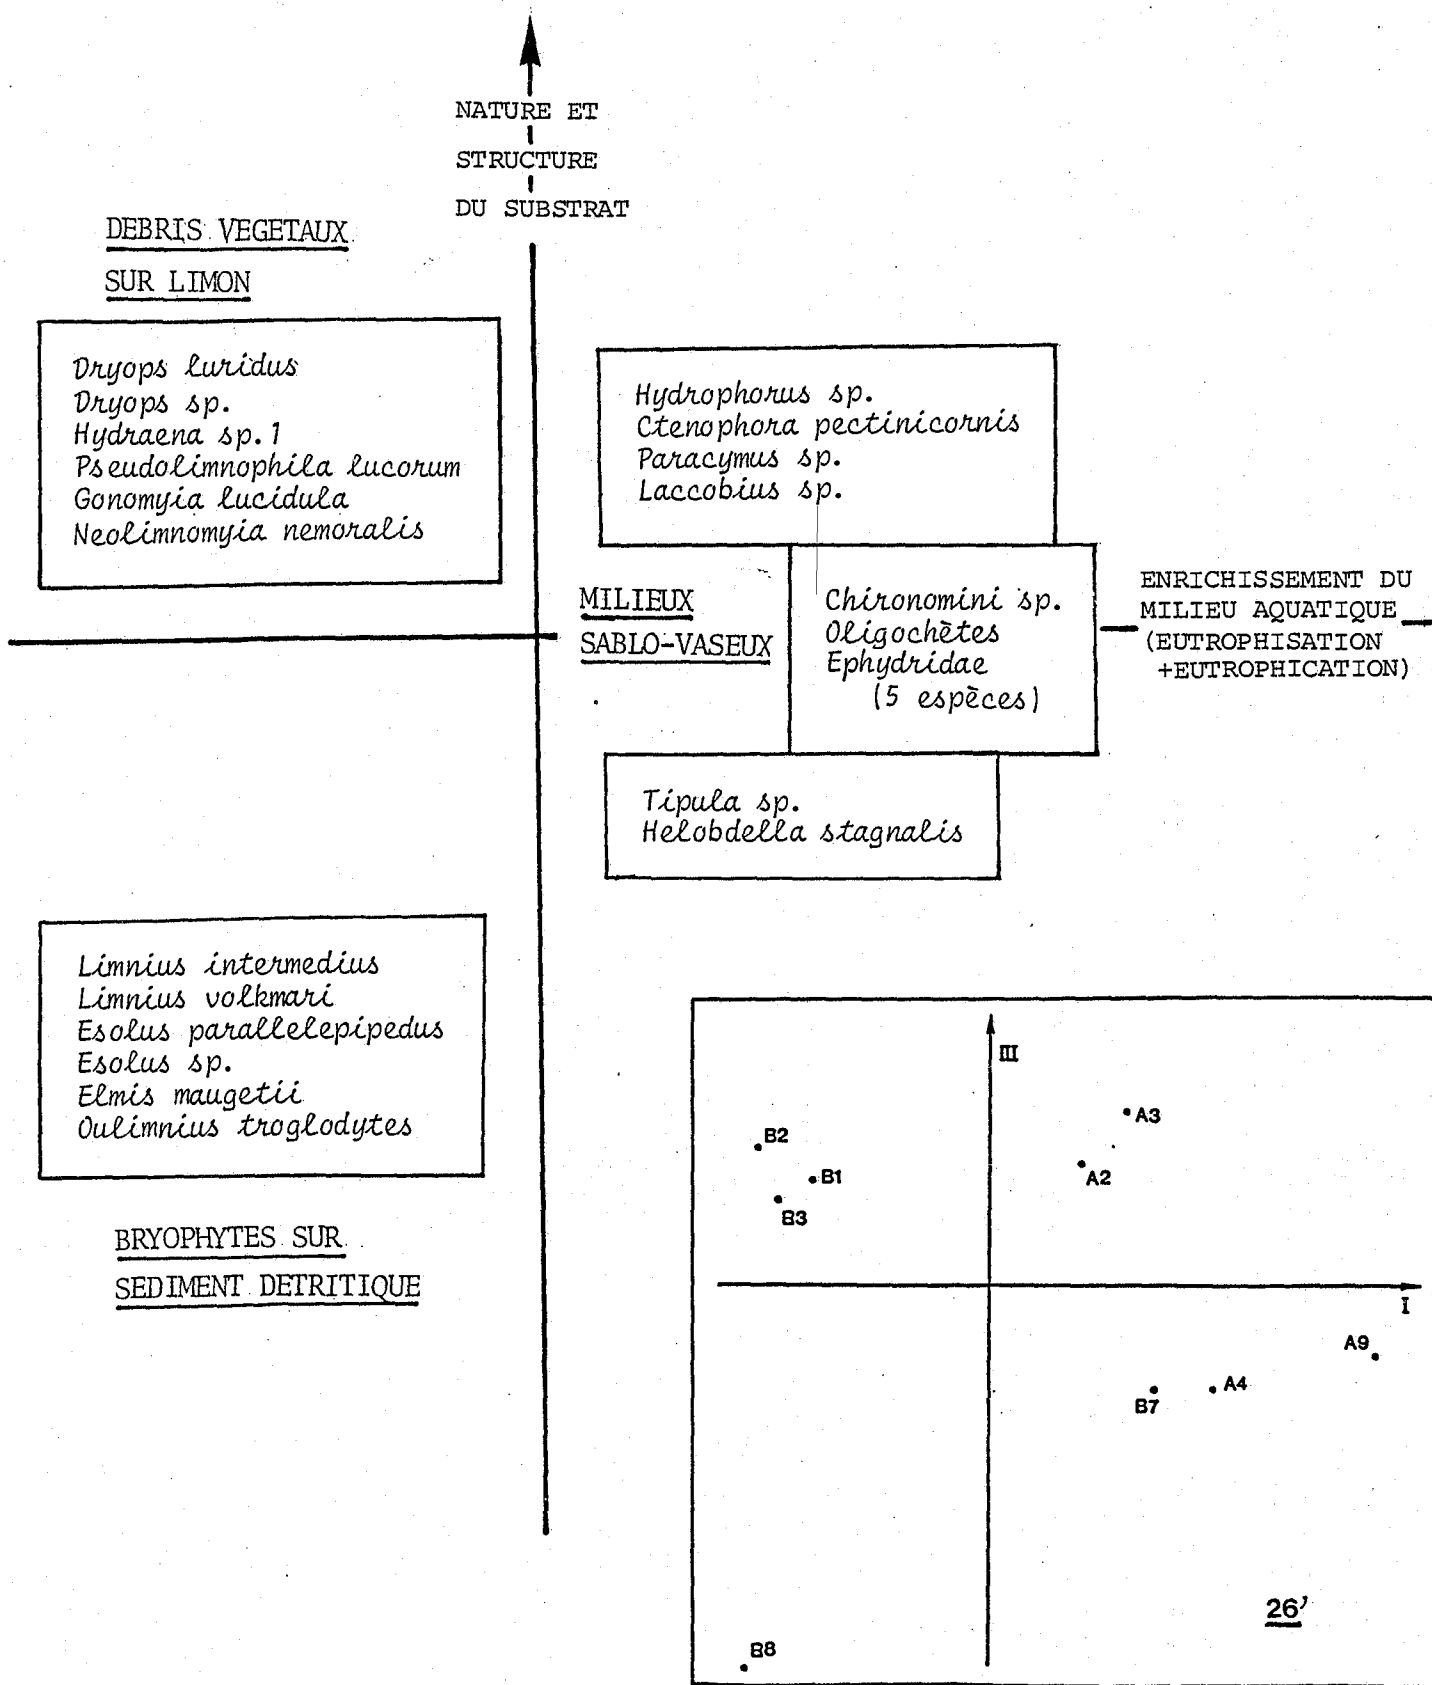 NATURE ET
STRUCTURE
DU SUBSTRAT
DEBRIS VEGETAUX
SUR LIMON
Dryops luridus
Dryops sp.
Hydraena sp.1
Pseudolimnophila lucorum
Gonomyia lucidula
Neolimnomyia nemoralis
Hydrophorus sp.
Ctenophora pectinicornis
Paracymus sp.
Laccobius sp.
MILIEUX
SABLO-VASEUX
Chironomini sp.
Oligochètes
Ephydridae
(5 espèces)
ENRICHISSEMENT DU
MILIEU AQUATIQUE
(EUTROPHISATION
+EUTROPHICATION)
Tipula sp.
Helobdella stagnalis
Limnius intermedius
Limnius volkmari
Esolus parallelepipedus
Esolus sp.
Elmis maugetii
Oulimnius troglodytes
BRYOPHYTES SUR
SEDIMENT DETRITIQUE
III
A3
B2
A2
B1
B3
I
A9
A4
B7
26'
B8